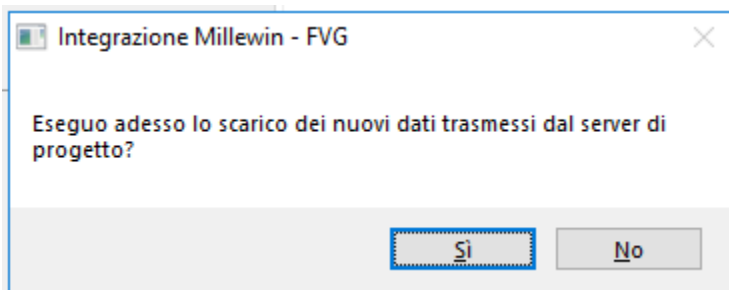 Integrazione Millewin - FVG
Eseguo adesso lo scarico dei nuovi dati trasmessi dal server di
progetto?
Sì No